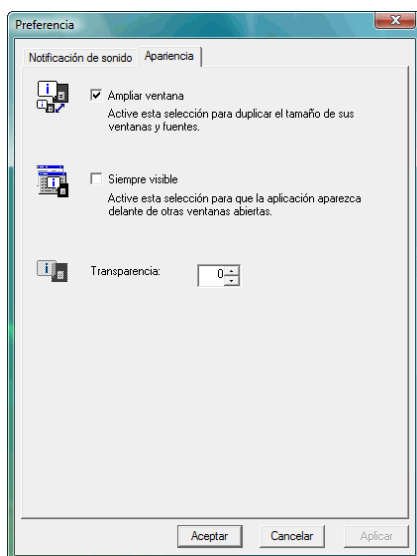 Preferencia
Notificación de sonido
Apariencia
Ampliar ventana
Active esta selección para duplicar el tamaño de sus
ventanas y fuentes.
Siempre visible
Active esta selección para que la aplicación aparezca
delante de otras ventanas abiertas.
Transparencia:
0
Aceptar
Cancelar
Aplicar